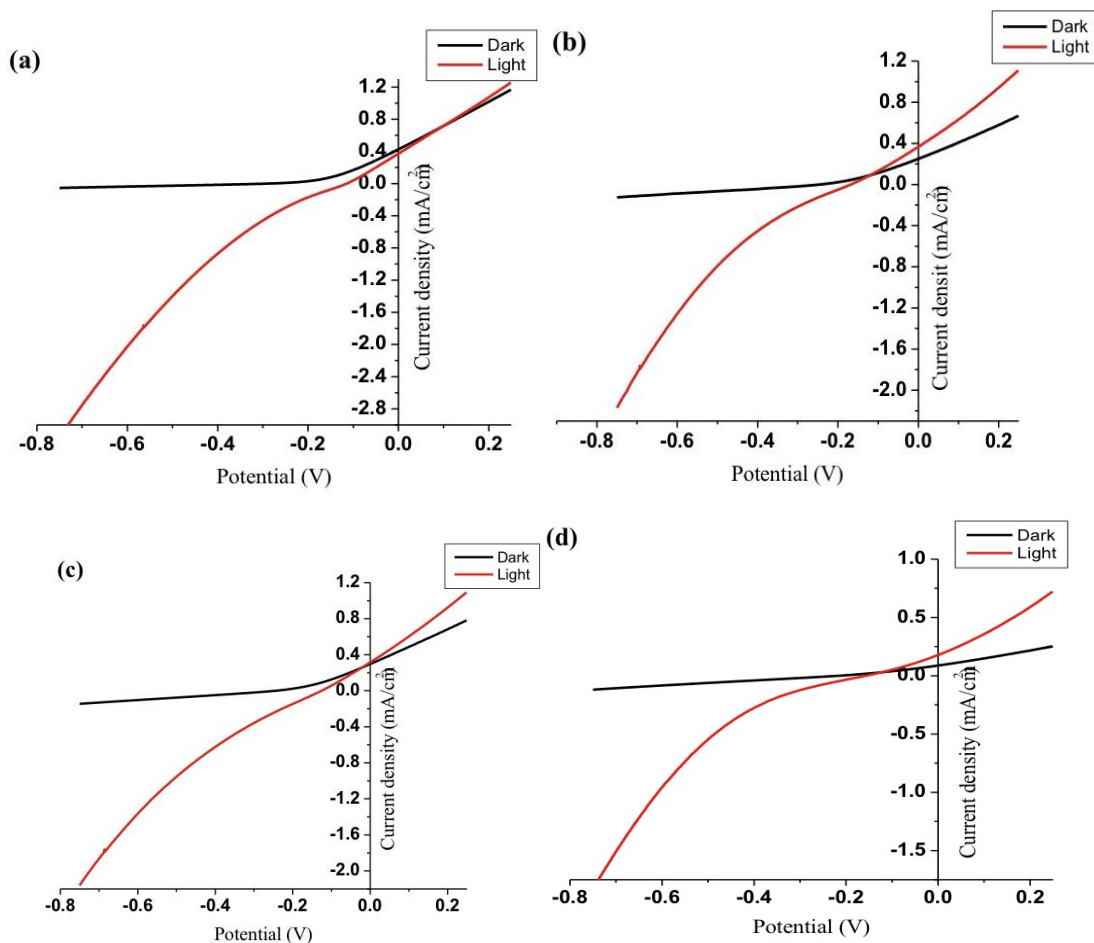 (a)
Dark
Light
1.2
0.8
0.4
0.0
-0.4
-0.8
-1.2
-1.6
-2.0
-2.4
-2.8
Current density (mA/cm²)
-0.8
-0.6
-0.4
-0.2
0.0
0.2
Potential (V)
(b)
Dark
Light
1.2
0.8
0.4
0.0
-0.4
-0.8
-1.2
-1.6
-2.0
Current densit (mA/cm²)
-0.8
-0.6
-0.4
-0.2
0.0
0.2
Potential (V)
(c)
Dark
Light
1.2
0.8
0.4
0.0
-0.4
-0.8
-1.2
-1.6
-2.0
Current density (mA/cm²)
-0.8
-0.6
-0.4
-0.2
0.0
0.2
Potential (V)
(d)
Dark
Light
1.0
0.5
0.0
-0.5
-1.0
-1.5
Current density (mA/cm²)
-0.8
-0.6
-0.4
-0.2
0.0
0.2
Potential (V)